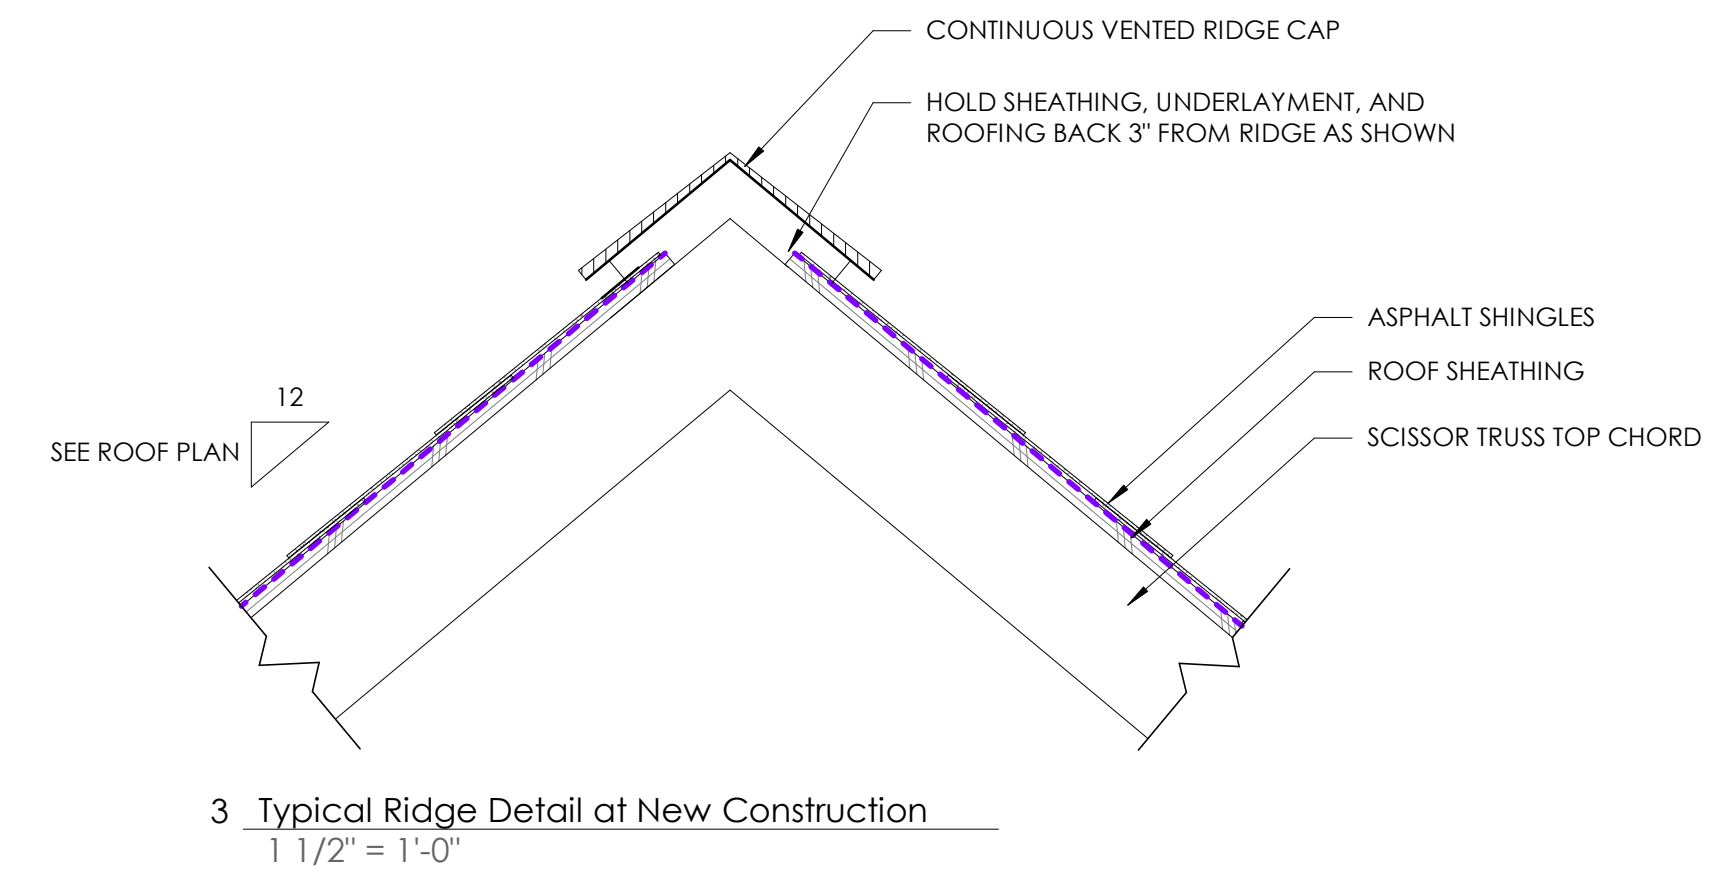 CONTINUOUS VENTED RIDGE CAP
HOLD SHEATHING, UNDERLAYMENT, AND
ROOFING BACK 3" FROM RIDGE AS SHOWN
ASPHALT SHINGLES
ROOF SHEATHING
SCISSOR TRUSS TOP CHORD
12
SEE ROOF PLAN
3 Typical Ridge Detail at New Construction
1 1/2" = 1'-0"